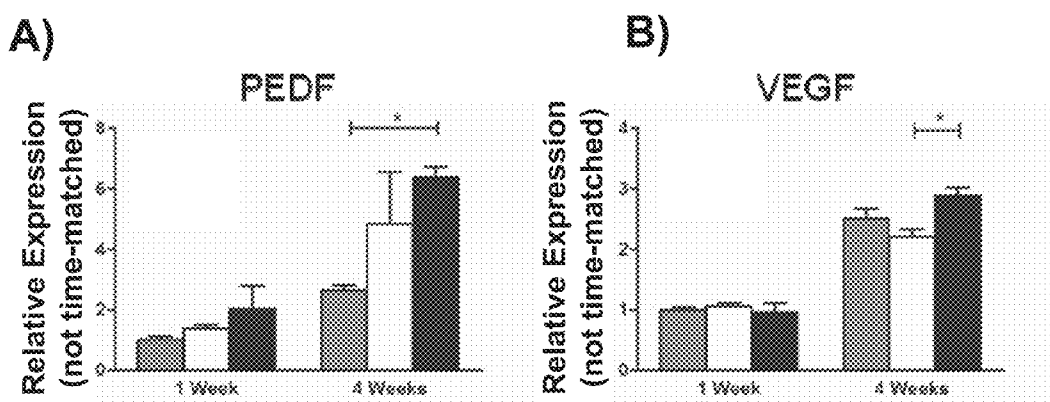 A)
PEDF
Relative Expression
(not time-matched)
8
6
4
2
0
*
1 Week
4 Weeks
B)
VEGF
Relative Expression
(not time-matched)
4
3
2
1
0
*
1 Week
4 Weeks